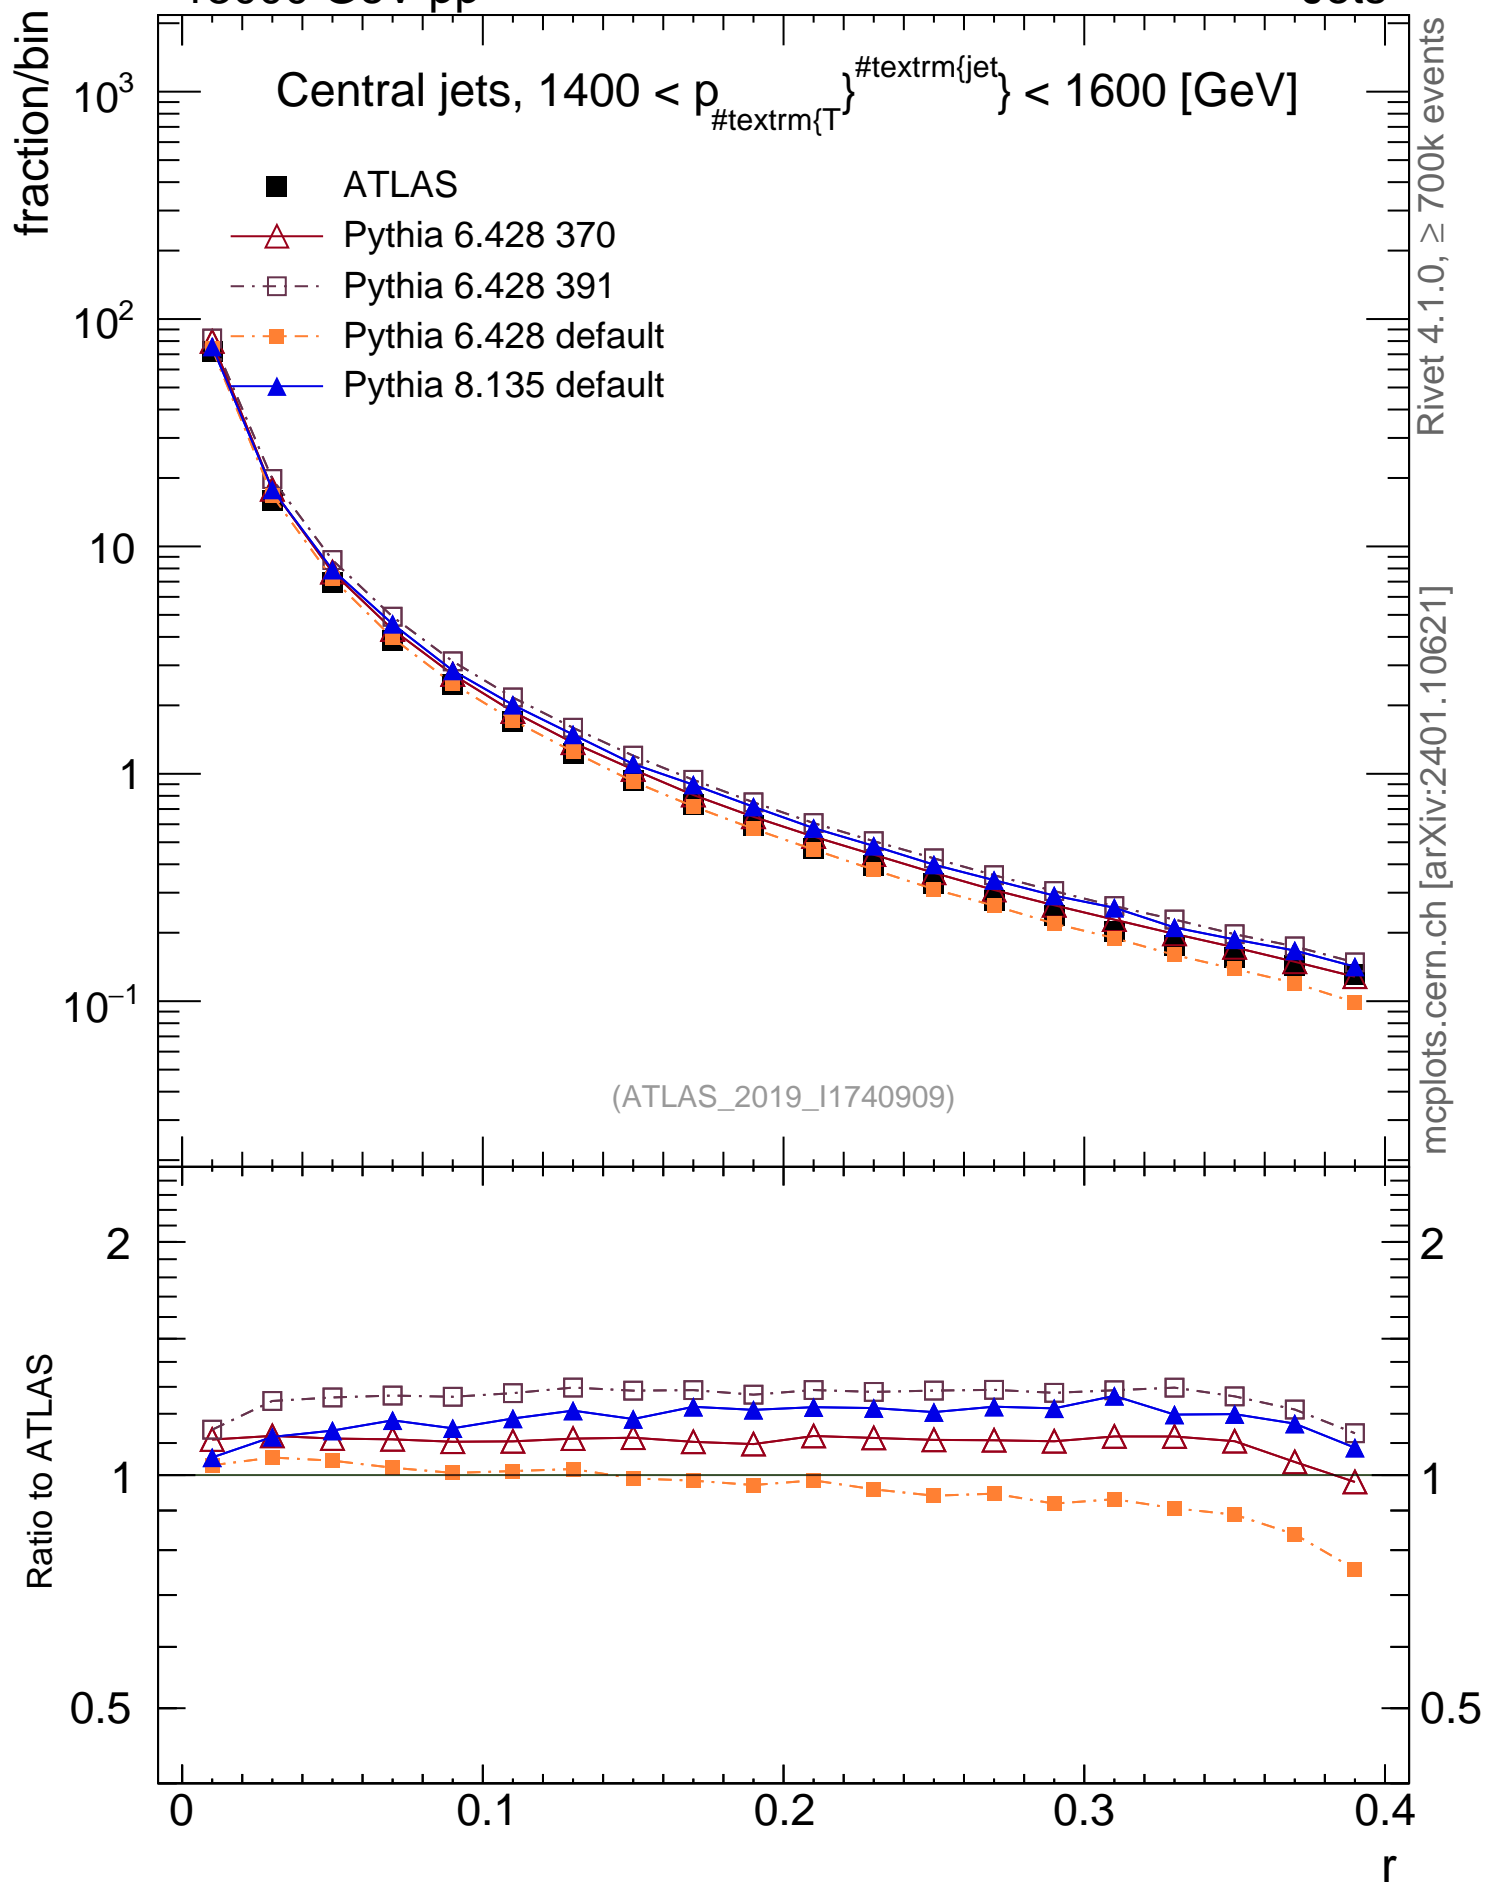 fraction/bin
Central jets, 1400 < p_#textrm{T}^#textrm{jet} < 1600 [GeV]
ATLAS
Pythia 6.428 370
Pythia 6.428 391
Pythia 6.428 default
Pythia 8.135 default
10³
10²
10
1
10⁻¹
(ATLAS_2019_I1740909)
Rivet 4.1.0, ≥ 700k events
mcplots.cern.ch [arXiv:2401.10621]
Ratio to ATLAS
2
1
0.5
2
1
0.5
0 0.1 0.2 0.3 0.4
r